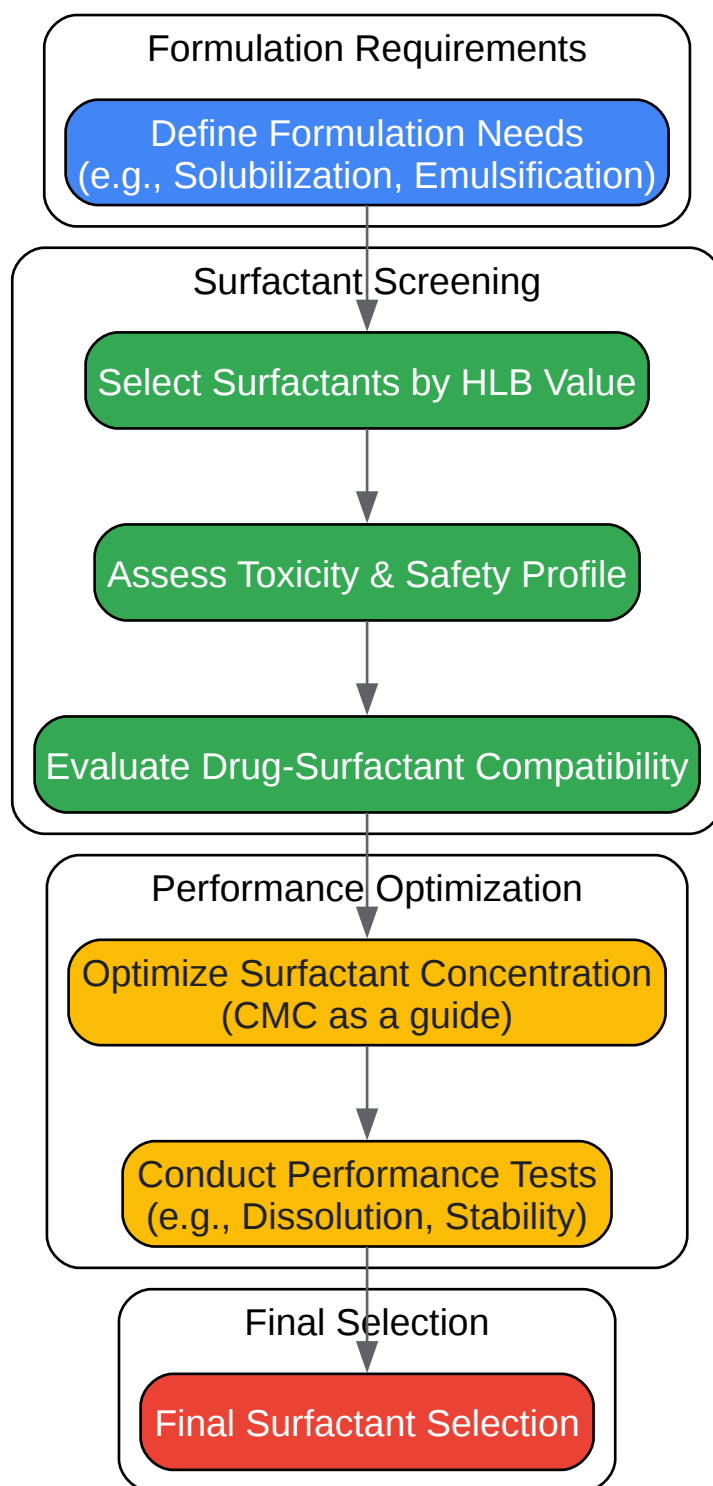 Formulation Requirements
Define Formulation Needs
(e.g., Solubilization, Emulsification)
Surfactant Screening
Select Surfactants by HLB Value
Assess Toxicity & Safety Profile
Evaluate Drug-Surfactant Compatibility
Performance Optimization
Optimize Surfactant Concentration
(CMC as a guide)
Conduct Performance Tests
(e.g., Dissolution, Stability)
Final Selection
Final Surfactant Selection